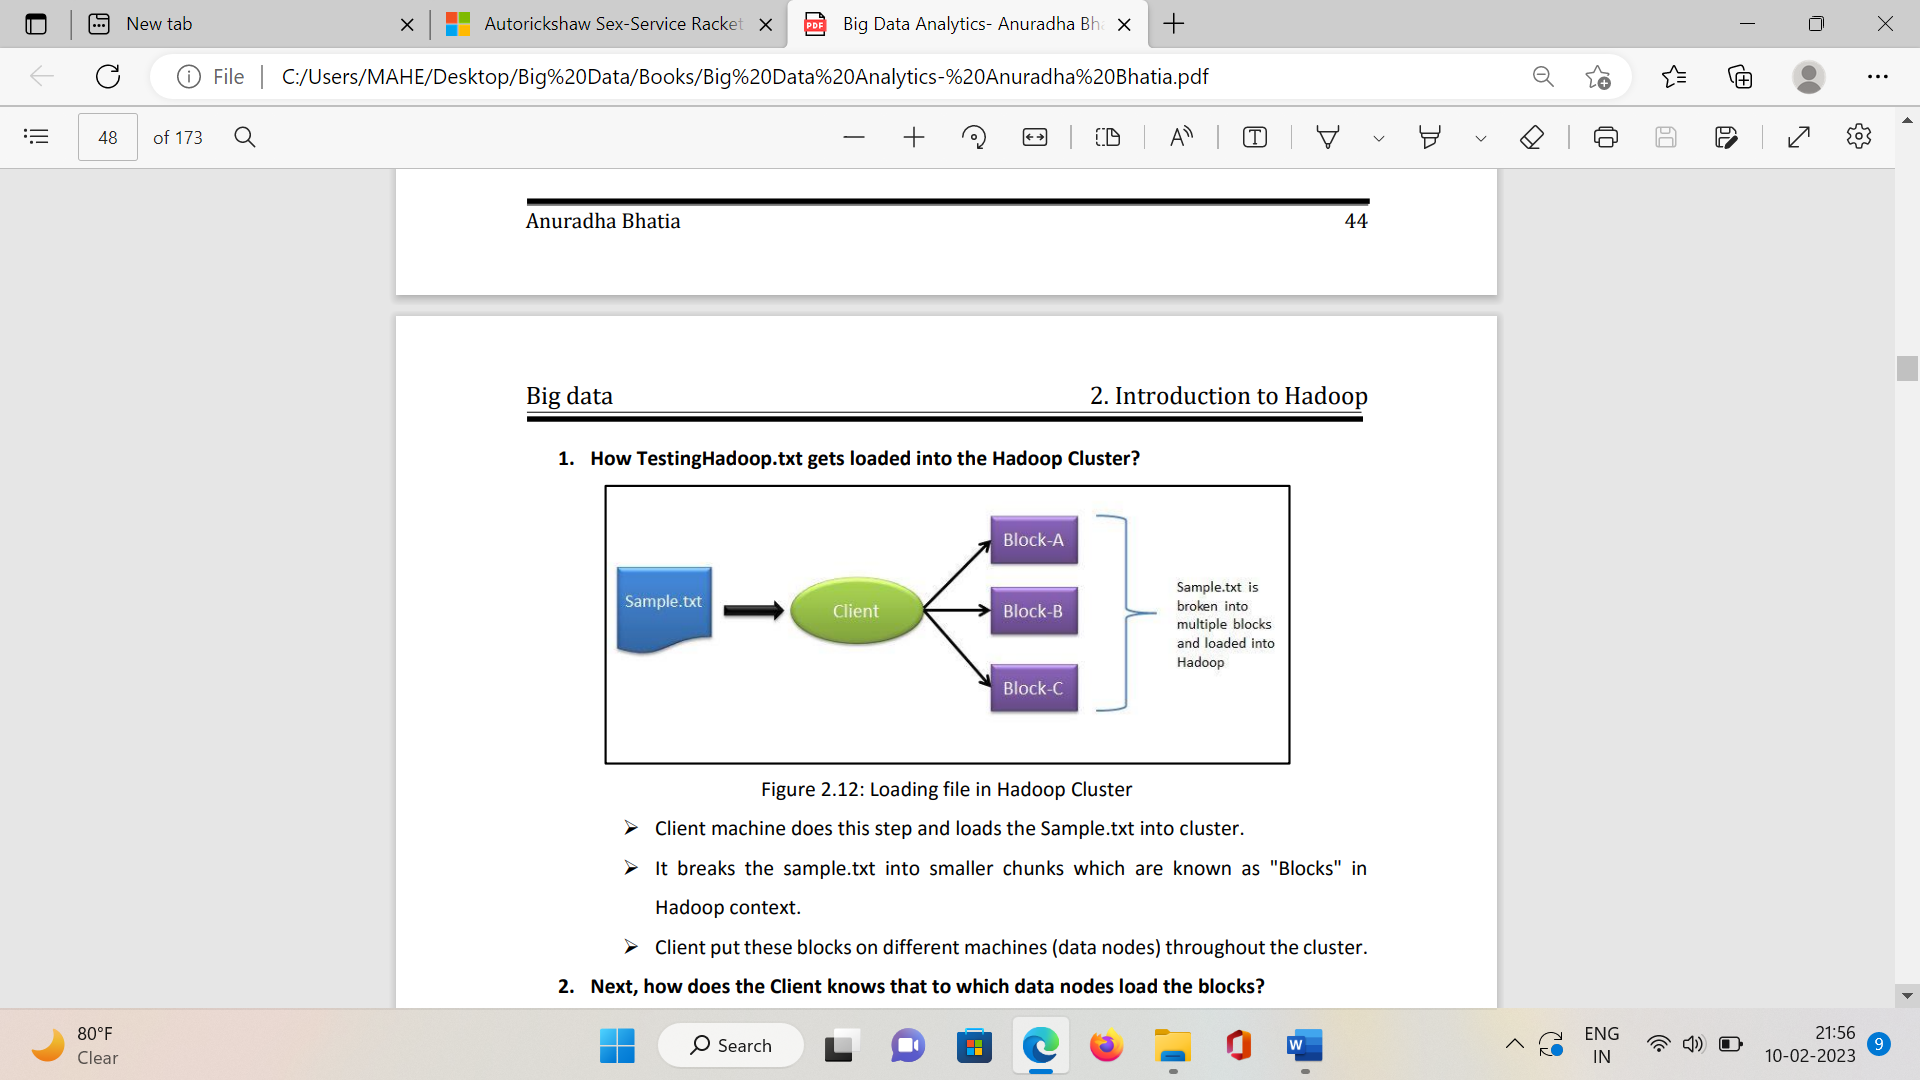 New tab
Autorickshaw Sex-Service Racket
Big Data Analytics- Anuradha Bh
File
C:/Users/MAHE/Desktop/Big%20Data/Books/Big%20Data%20Analytics-%20Anuradha%20Bhatia.pdf
48 of 173
Anuradha Bhatia 44
Big data 2. Introduction to Hadoop
1. How TestingHadoop.txt gets loaded into the Hadoop Cluster?
Sample.txt
Client
Block-A
Block-B
Block-C
Sample.txt is
broken into
multiple blocks
and loaded into
Hadoop
Figure 2.12: Loading file in Hadoop Cluster
Client machine does this step and loads the Sample.txt into cluster.
It breaks the sample.txt into smaller chunks which are known as "Blocks" in
Hadoop context.
Client put these blocks on different machines (data nodes) throughout the cluster.
2. Next, how does the Client knows that to which data nodes load the blocks?
80°F
Clear
Search
ENG
IN
21:56
10-02-2023
9